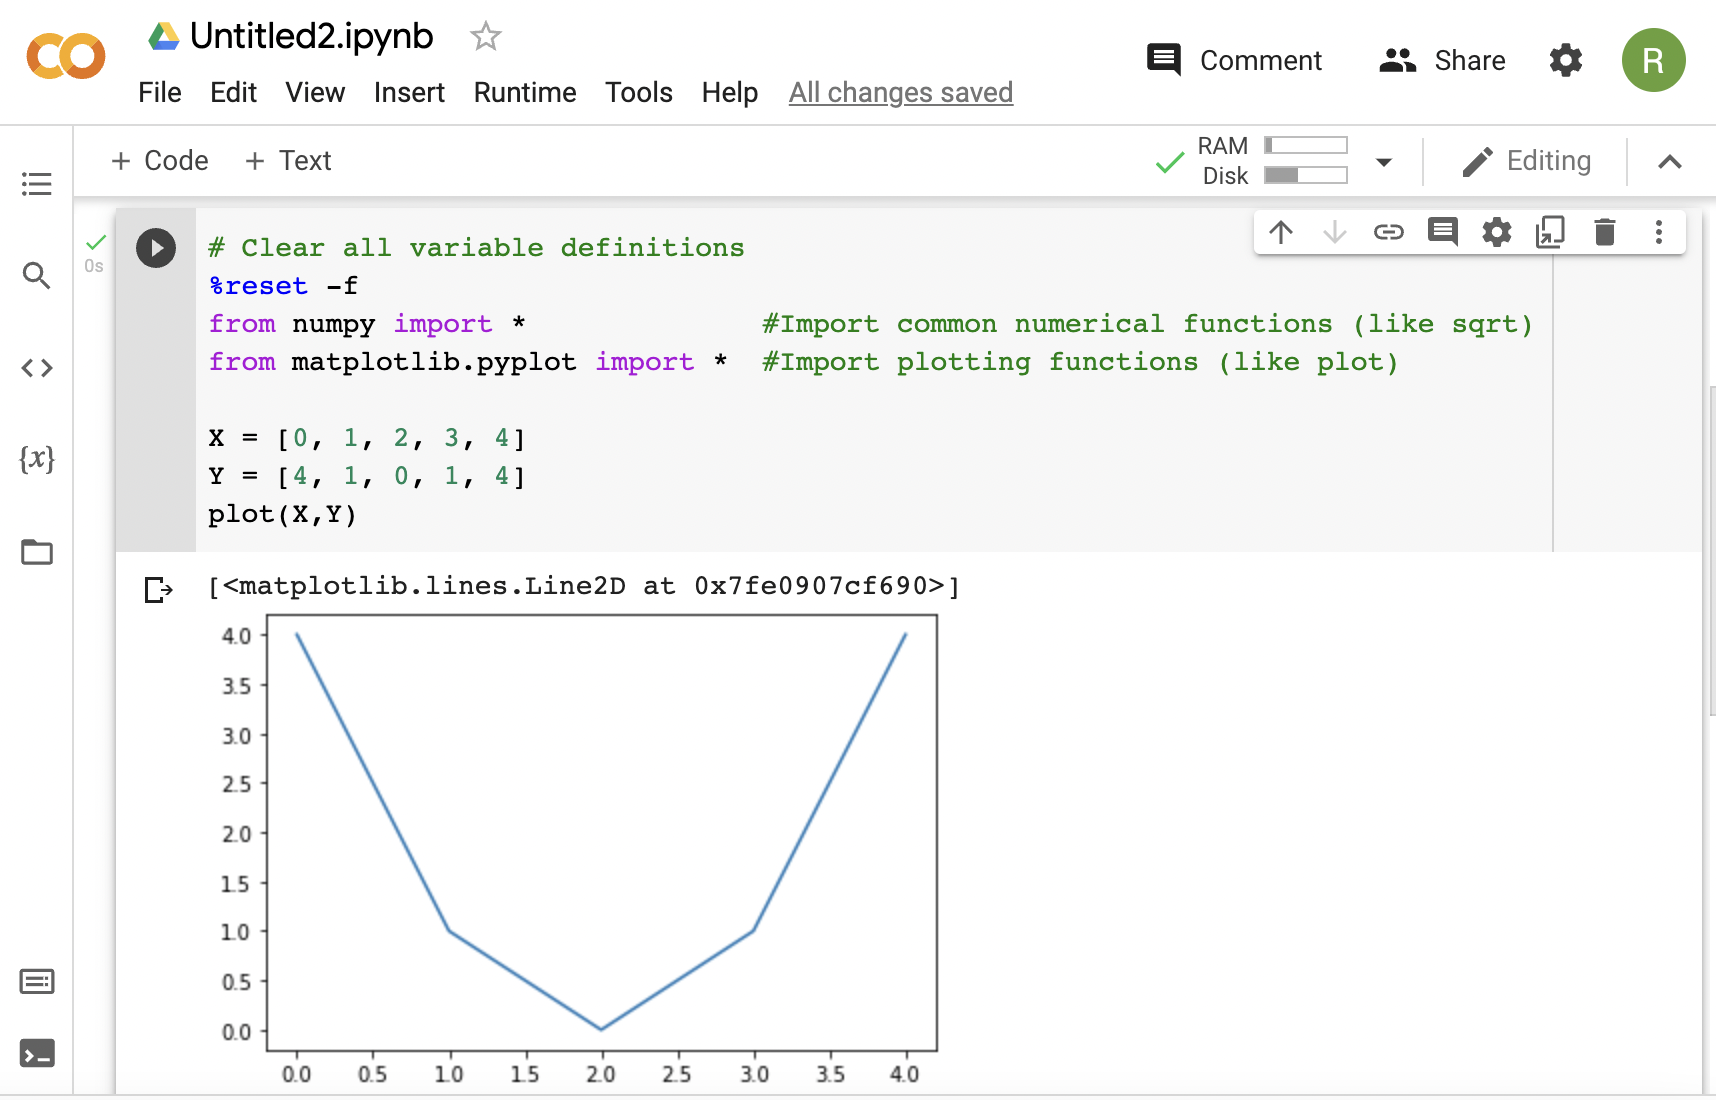 Untitled2.ipynb
File Edit View Insert Runtime Tools Help All changes saved
Comment Share R
+ Code + Text
RAM
Disk
Editing
0s
# Clear all variable definitions
%reset -f
from numpy import * #Import common numerical functions (like sqrt)
from matplotlib.pyplot import * #Import plotting functions (like plot)
X = [0, 1, 2, 3, 4]
Y = [4, 1, 0, 1, 4]
plot(X,Y)
{x}
[<matplotlib.lines.Line2D at 0x7fe0907cf690>]
4.0
3.5
3.0
2.5
2.0
1.5
1.0
0.5
0.0
0.0 0.5 1.0 1.5 2.0 2.5 3.0 3.5 4.0